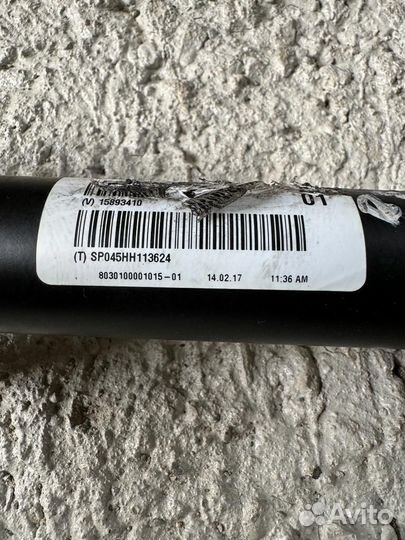 01
(V) 15893410
(T) SP045HH113624
8030100001015-01 14.02.17 11:36 AM
Avito